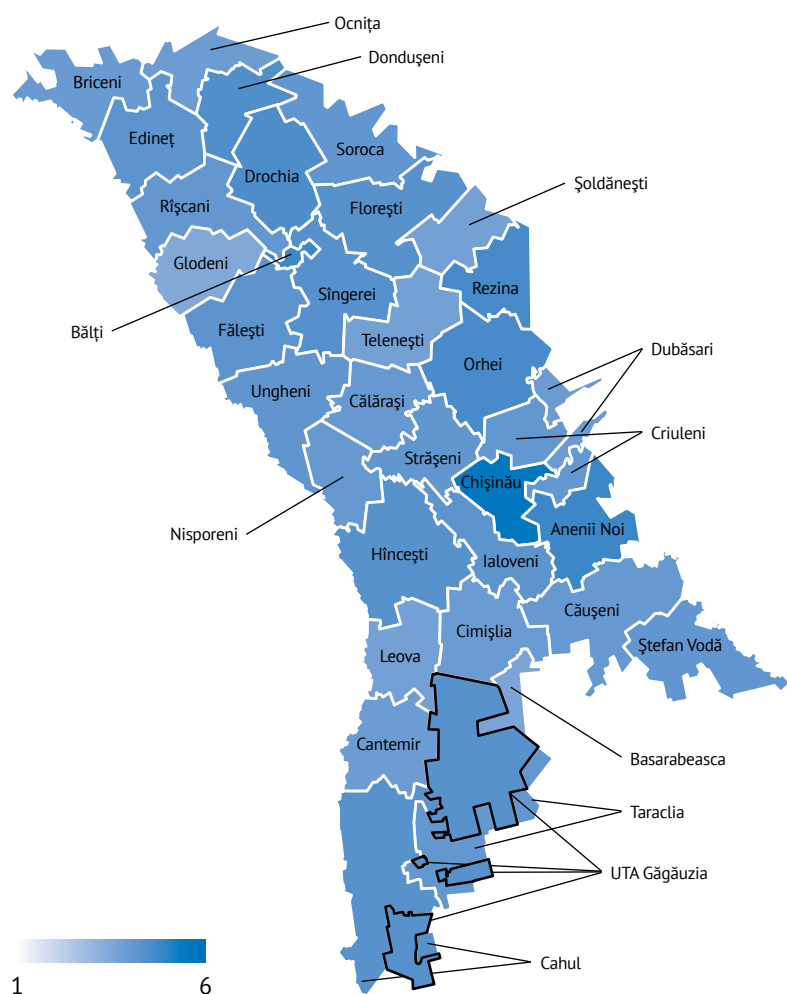 Ocnița
Dondușeni
Briceni
Edineț
Soroca
Drochia
Șoldănești
Rîșcani
Florești
Glodeni
Rezina
Sîngerei
Bălți
Fălești
Telenești
Dubăsari
Orhei
Ungheni
Călărași
Criuleni
Strășeni
Chișinău
Nisporeni
Anenii Noi
Hîncești
Ialoveni
Căușeni
Cimișlia
Ștefan Vodă
Leova
Cantemir
Basarabeasca
Taraclia
UTA Găgăuzia
Cahul
1
6